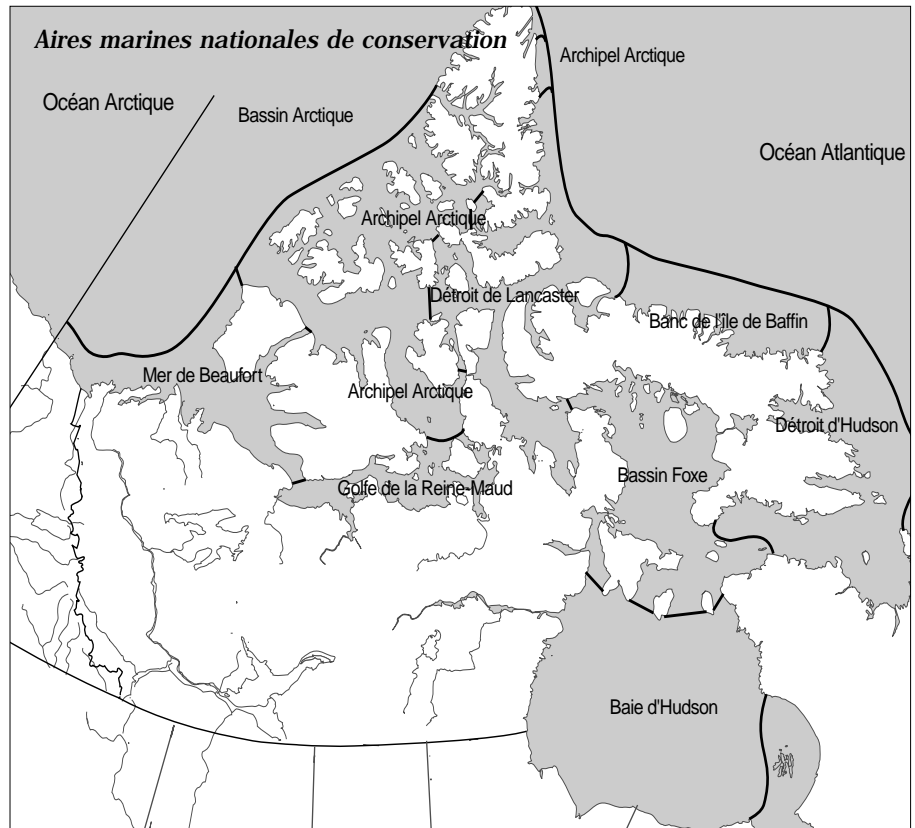 Aires marines nationales de conservation
Archipel Arctique
Océan Arctique
Bassin Arctique
Océan Atlantique
Archipel Arctique
Détroit de Lancaster
Banc de l'île de Baffin
Mer de Beaufort
Archipel Arctique
Détroit d'Hudson
Bassin Foxe
Golfe de la Reine-Maud
Baie d'Hudson